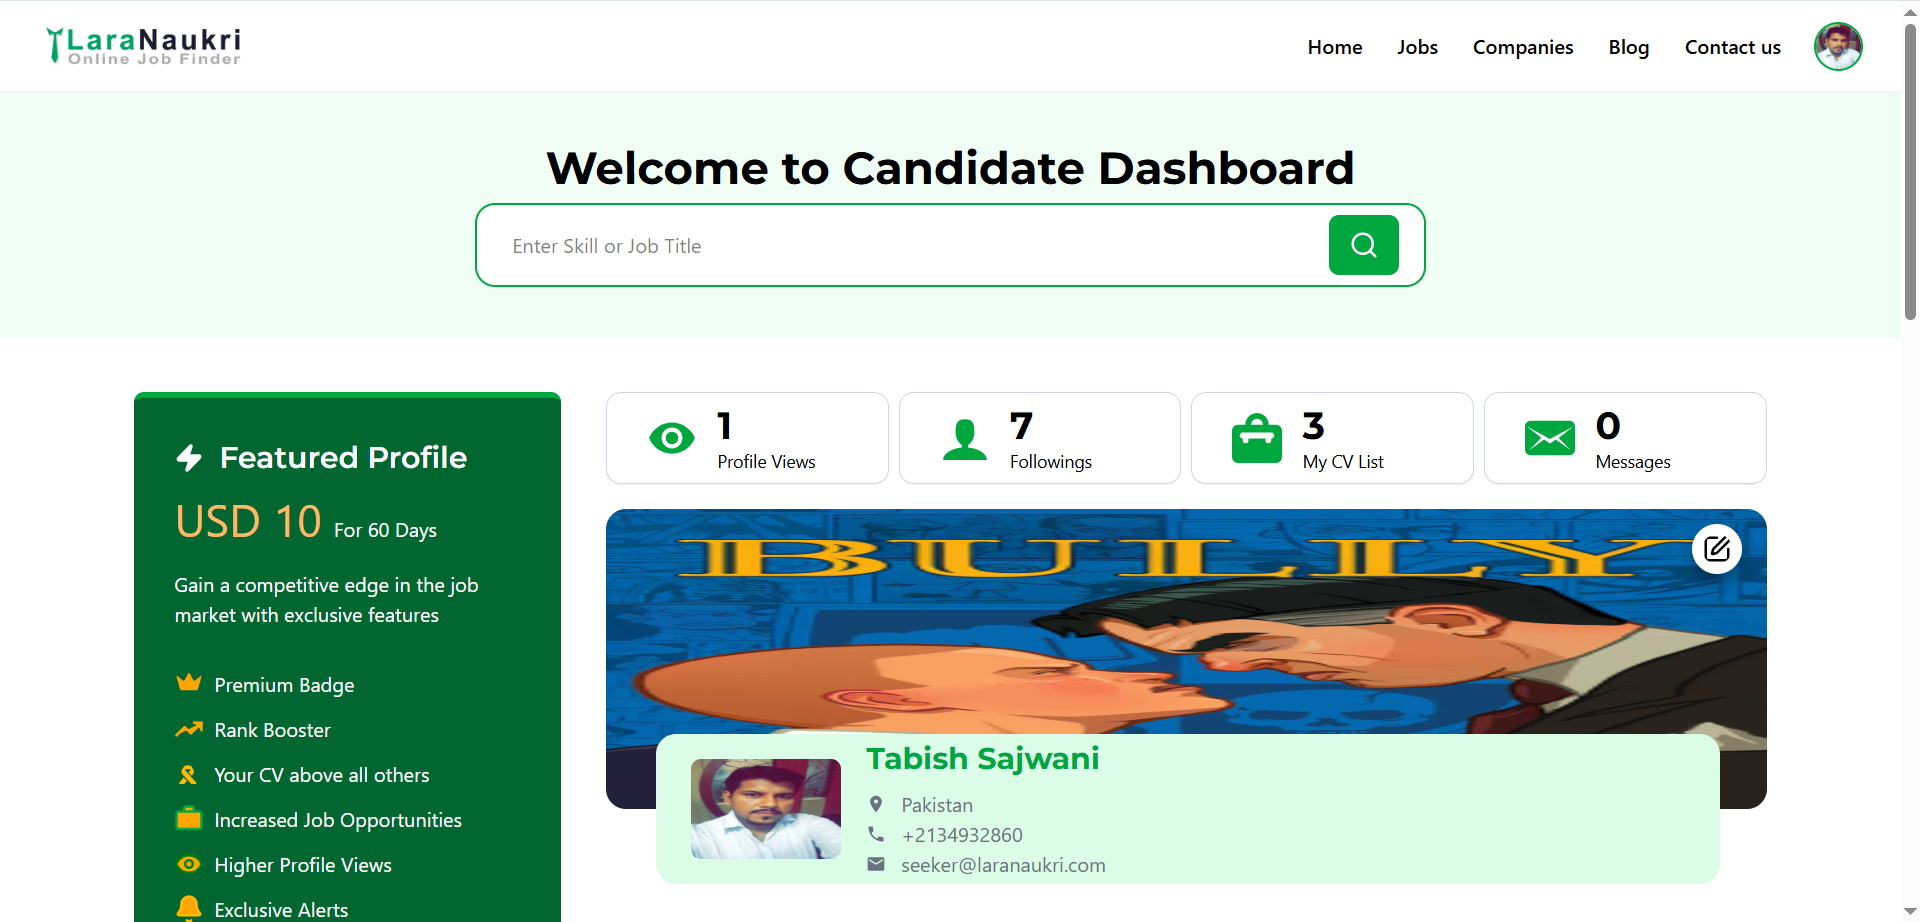 LaraNaukri
Online Job Finder
Home
Jobs
Companies
Blog
Contact us
Welcome to Candidate Dashboard
Enter Skill or Job Title
Featured Profile
USD 10 For 60 Days
Gain a competitive edge in the job
market with exclusive features
Premium Badge
Rank Booster
Your CV above all others
Increased Job Opportunities
Higher Profile Views
Exclusive Alerts
1
Profile Views
7
Followings
3
My CV List
0
Messages
BULLY
Tabish Sajwani
Pakistan
+2134932860
seeker@laranaukri.com